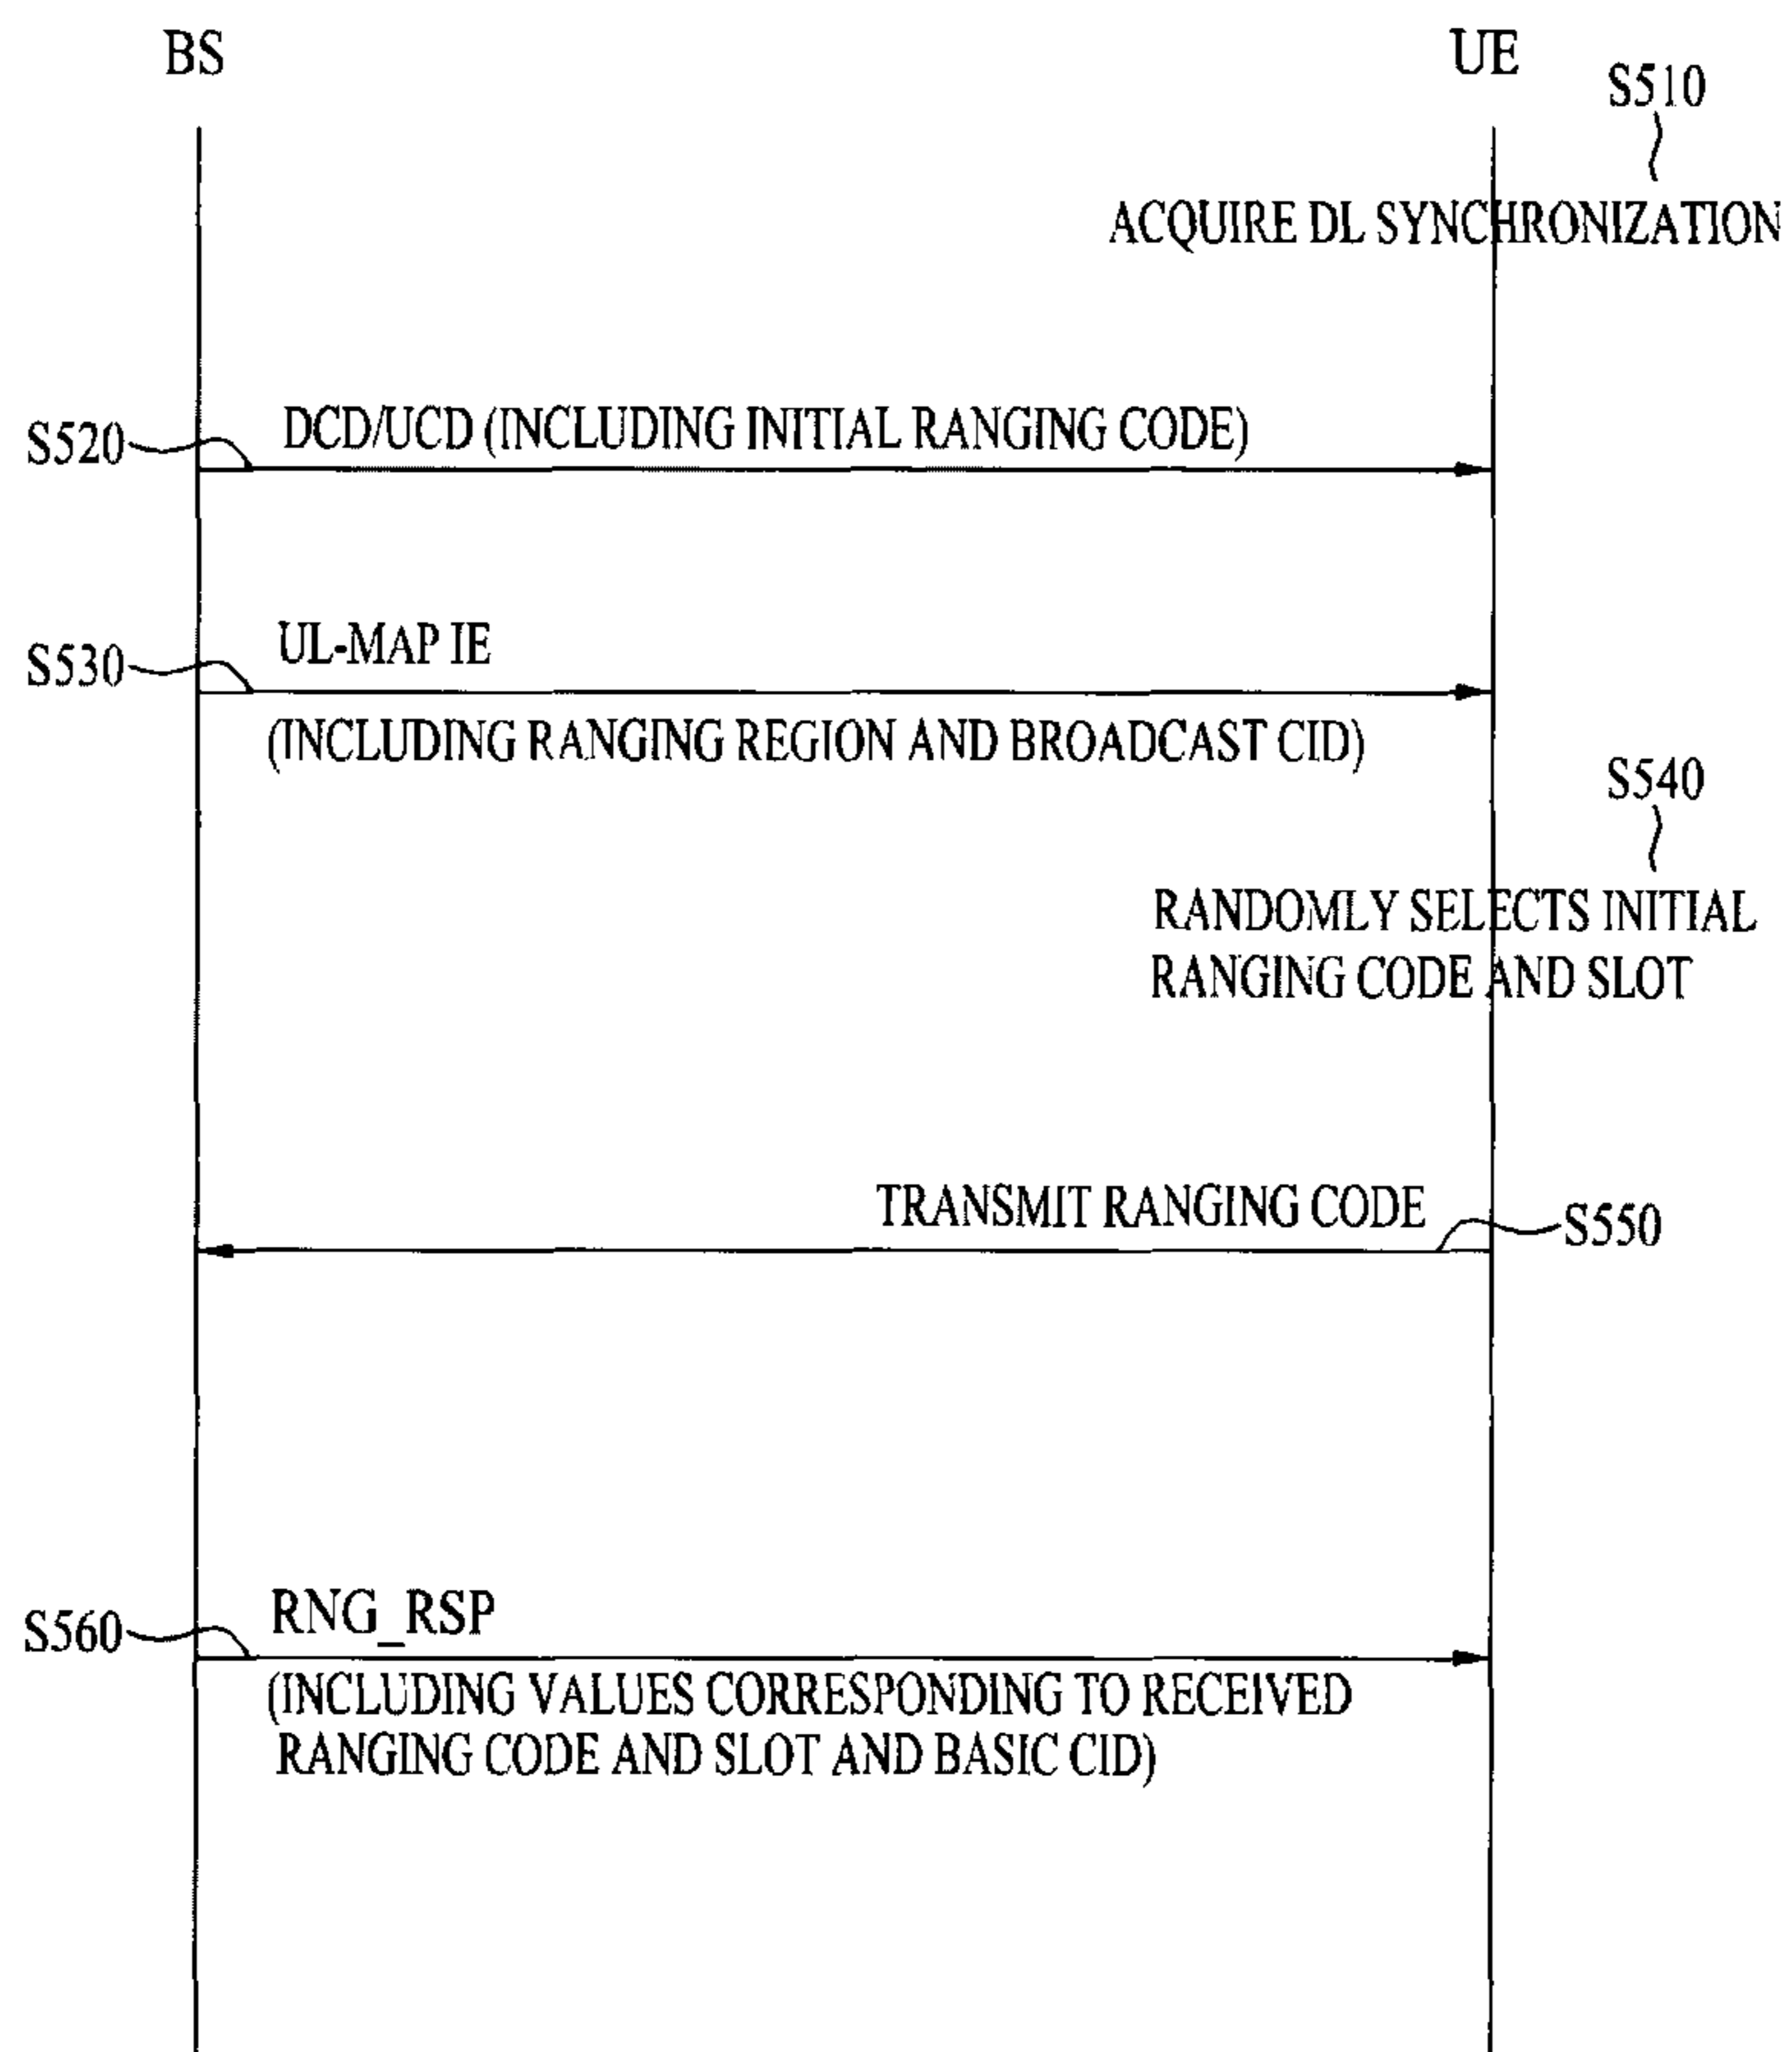 BS
UE
S510
ACQUIRE DL SYNCHRONIZATION
DCD/UCD (INCLUDING INITIAL RANGING CODE)
S520
UL-MAP IE
S530
(INCLUDING RANGING REGION AND BROADCAST CID)
S540
RANDOMLY SELECTS INITIAL
RANGING CODE AND SLOT
TRANSMIT RANGING CODE
S550
RNG_RSP
S560
(INCLUDING VALUES CORRESPONDING TO RECEIVED
RANGING CODE AND SLOT AND BASIC CID)